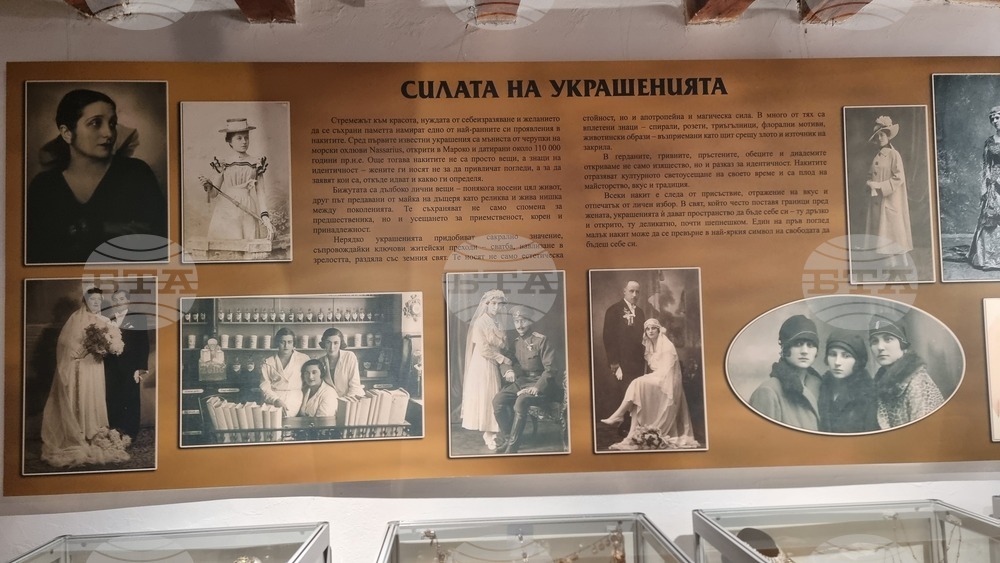 СИЛАТА НА УКРАШЕНИЯТА
Стремежът към красота, нуждата от себеизразяване и желанието
да се съхрани паметта намират едно от най-ранните си проявления в
накитите. Сред първите известни украшения са мъниста от черупки на
морски охлюви Nassarius, открити в Мароко и датирани около 110 000
години пр.н.е. Още тогава накитите не са просто вещи, а знаци на
идентичност – жените ги носят не за да привличат погледи, а за да
заявят кои са, откъде идват и какво ги определя.
Бижутата са дълбоко лични вещи – понякога носени цял живот,
друг път предавани от майка на дъщеря като реликва и жива нишка
между поколенията. Те съхраняват не само спомена за
предшественика, но и усещането за приемственост, корен и
принадлежност.
Нерядко украшенията придобиват сакрално значение,
съпровождайки ключови житейски преходи – сватба, навлизане в
зрелостта, раздяла със земния свят. Те носят не само естетическа
стойност, но и апотропейна и магическа сила. В много от тях са
вплетени знаци – спирали, розети, триъгълници, флорални мотиви,
животински образи – възприемани като щит срещу злото и източник на
закрила.
В герданите, гривните, пръстените, обеците и диадемите
откриваме не само изящество, но и разказ за идентичност. Накитите
отразяват културното светоусещане на своето време и са плод на
майсторство, вкус и традиция.
Всеки накит е следа от присъствие, отражение на вкус и
отпечатък от личен избор. В свят, който често поставя граници пред
жената, украшенията ѝ дават пространство да бъде себе си – ту дръзко
и открито, ту деликатно, почти шепнешком. Един на пръв поглед
малък накит може да се превърне в най-ярkия символ на свободата да
бъдеш себе си.
БТА
БТА
БТА